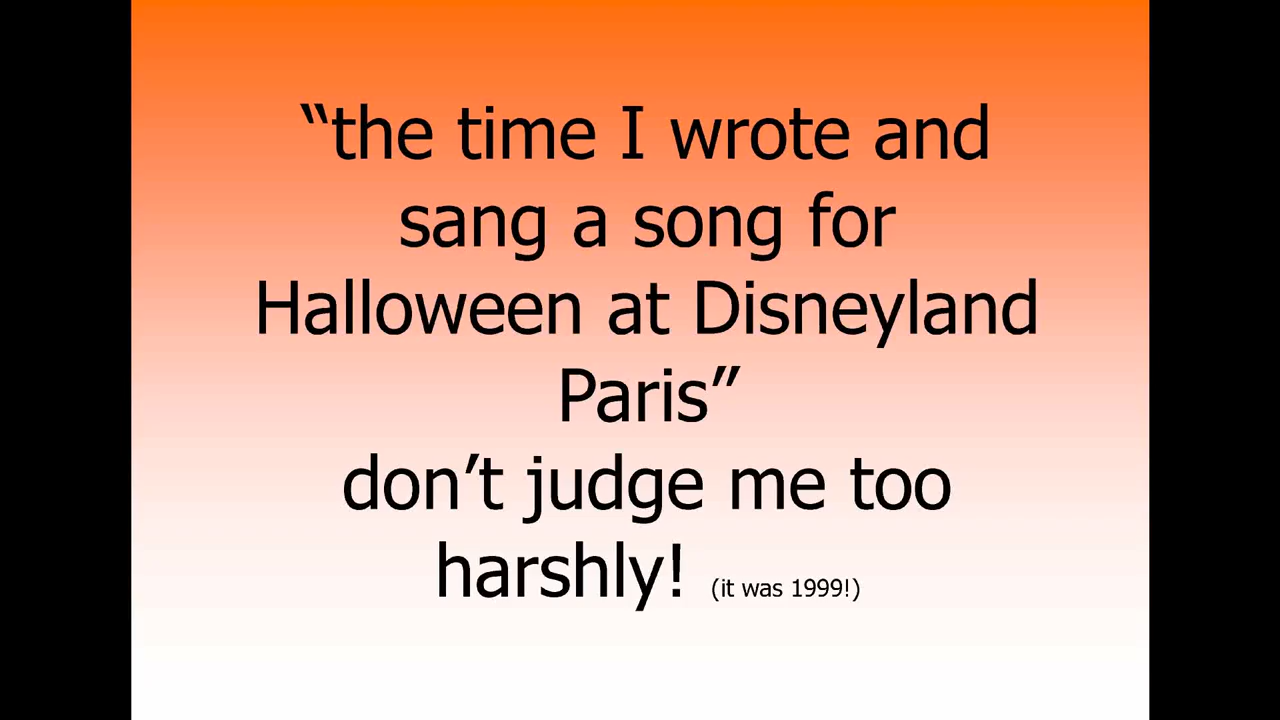 “the time I wrote and
sang a song for
Halloween at Disneyland
Paris”
don’t judge me too
harshly! (it was 1999!)